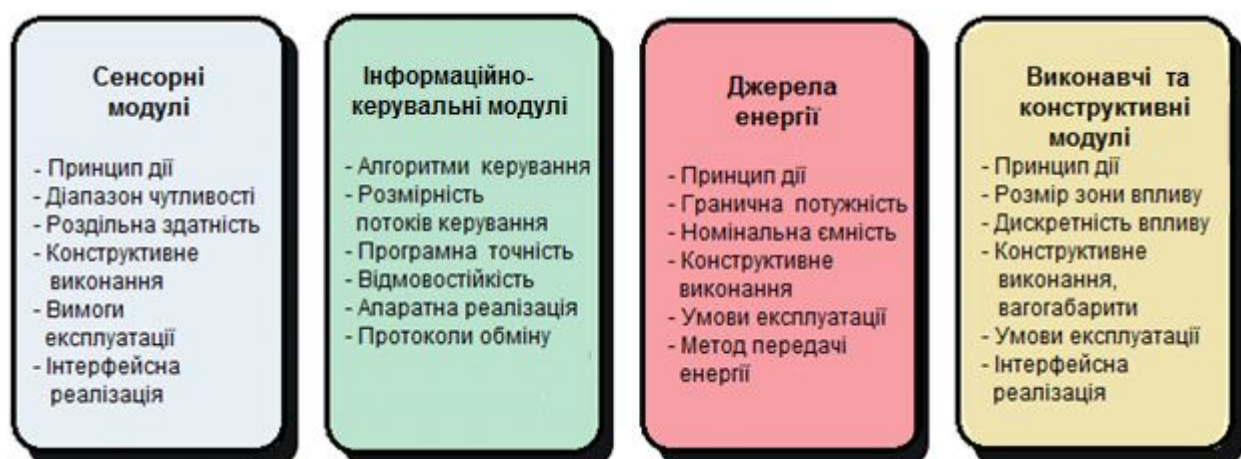 Сенсорні
модулі
- Принцип дії
- Діапазон чутливості
- Роздільна здатність
- Конструктивне
виконання
- Вимоги
експлуатації
- Інтерфейсна
реалізація
Інформаційно-
керувальні модулі
- Алгоритми керування
- Розмірність
потоків керування
- Програмна точність
- Відмовостійкість
- Апаратна реалізація
- Протоколи обміну
Джерела
енергії
- Принцип дії
- Гранична потужність
- Номінальна ємність
- Конструктивне
виконання
- Умови експлуатації
- Метод передачі
енергії
Виконавчі та
конструктивні
модулі
- Принцип дії
- Розмір зони впливу
- Дискретність впливу
- Конструктивне
виконання,
вагогабарити
- Умови експлуатації
- Інтерфейсна
реалізація